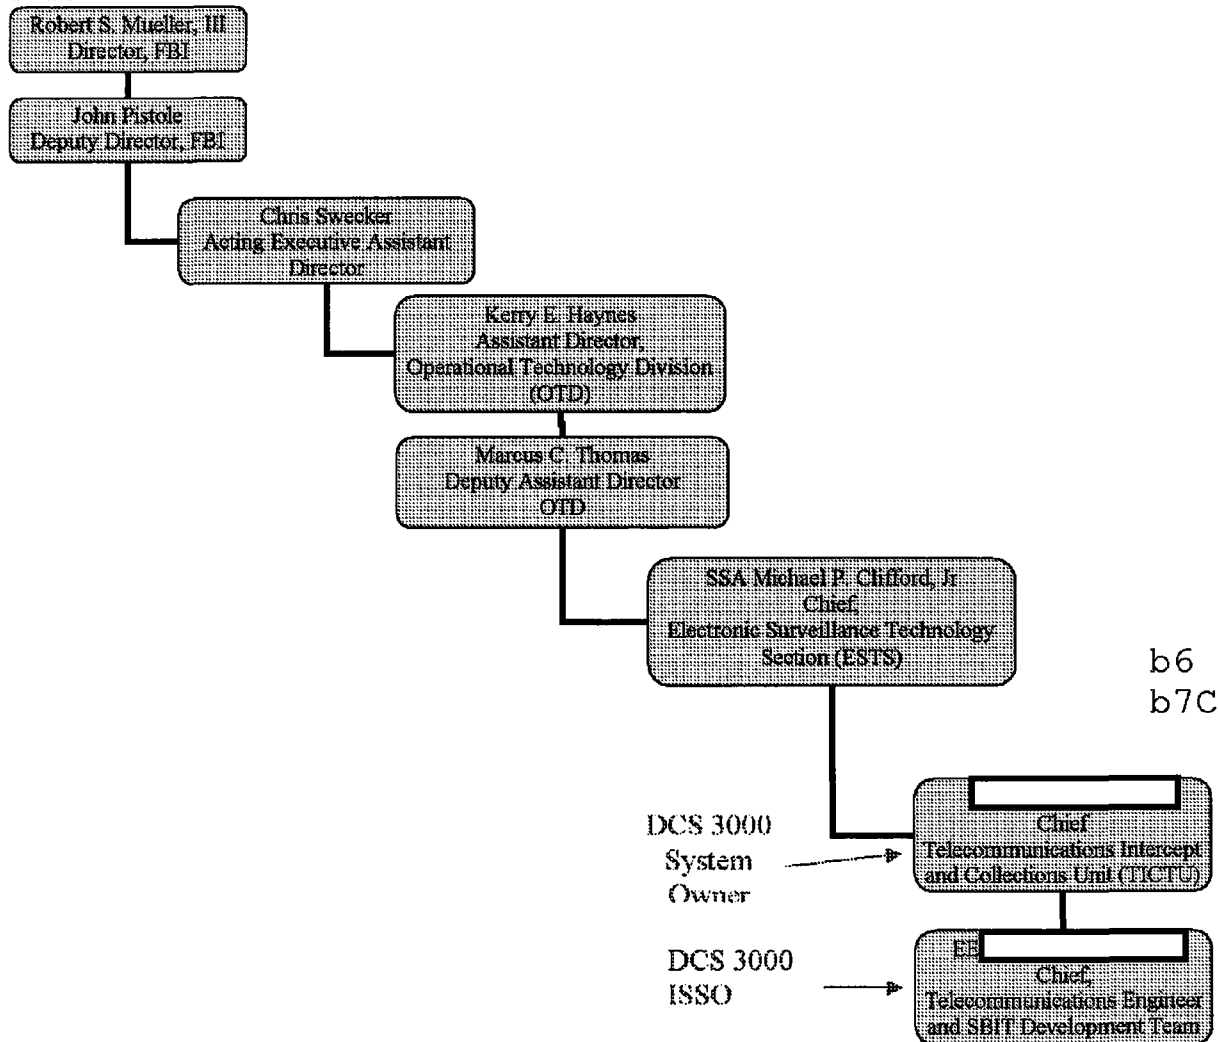 Robert S. Mueller, III
Director, FBI
John Pistole
Deputy Director, FBI
Chris Swecker
Acting Executive Assistant
Director
Kerry E. Haynes
Assistant Director,
Operational Technology Division
(OTD)
Marcus C. Thomas
Deputy Assistant Director
OTD
SSA Michael P. Clifford, Jr
Chief,
Electronic Surveillance Technology
Section (ESTS)
b6
b7C
DCS 3000
System
Owner
Chief
Telecommunications Intercept
and Collections Unit (TICTU)
DCS 3000
ISSO
EE
Chief,
Telecommunications Engineer
and SBIT Development Team